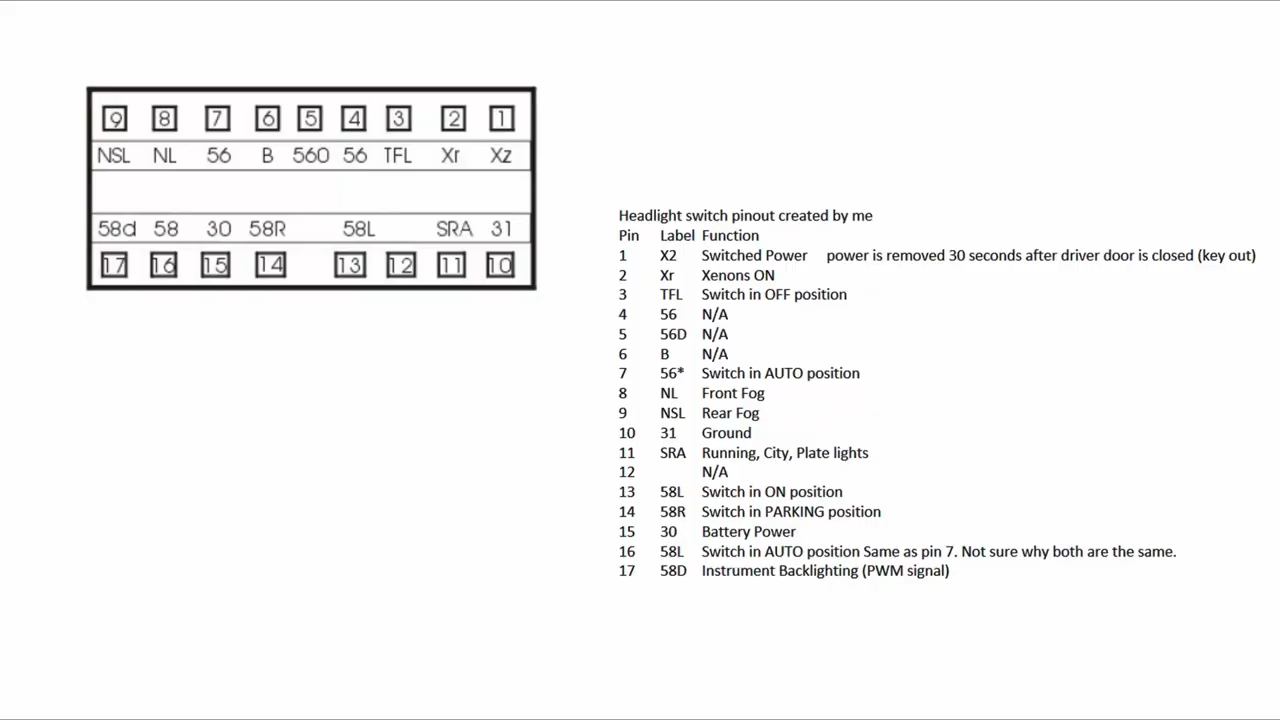 9 8 7 6 5 4 3 2 1
NSL NL 56 B 560 56 TFL Xr Xz
58d 58 30 58R 58L SRA 31
17 16 15 14 13 12 11 10
Headlight switch pinout created by me
Pin Label Function
1 X2 Switched Power power is removed 30 seconds after driver door is closed (key out)
2 Xr Xenons ON
3 TFL Switch in OFF position
4 56 N/A
5 56D N/A
6 B N/A
7 56* Switch in AUTO position
8 NL Front Fog
9 NSL Rear Fog
10 31 Ground
11 SRA Running, City, Plate lights
12 N/A
13 58L Switch in ON position
14 58R Switch in PARKING position
15 30 Battery Power
16 58L Switch in AUTO position Same as pin 7. Not sure why both are the same.
17 58D Instrument Backlighting (PWM signal)